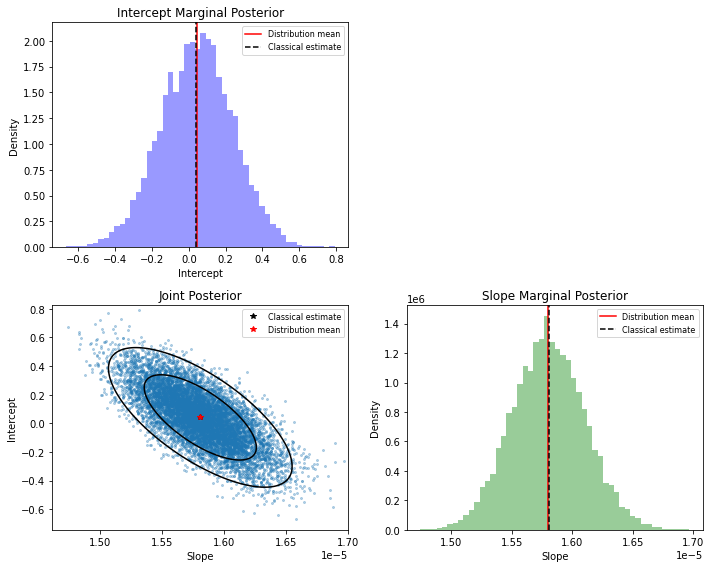 Intercept Marginal Posterior
Distribution mean
Classical estimate
2.00
1.75
1.50
1.25
1.00
0.75
0.50
0.25
0.00
Density
−0.6 −0.4 −0.2 0.0 0.2 0.4 0.6 0.8
Intercept
Joint Posterior
Classical estimate
Distribution mean
0.8
0.6
0.4
0.2
0.0
−0.2
−0.4
−0.6
Intercept
1.50 1.55 1.60 1.65 1.70
1e−5
Slope
Slope Marginal Posterior
1e6
Distribution mean
Classical estimate
1.4
1.2
1.0
0.8
0.6
0.4
0.2
0.0
Density
1.50 1.55 1.60 1.65 1.70
1e−5
Slope